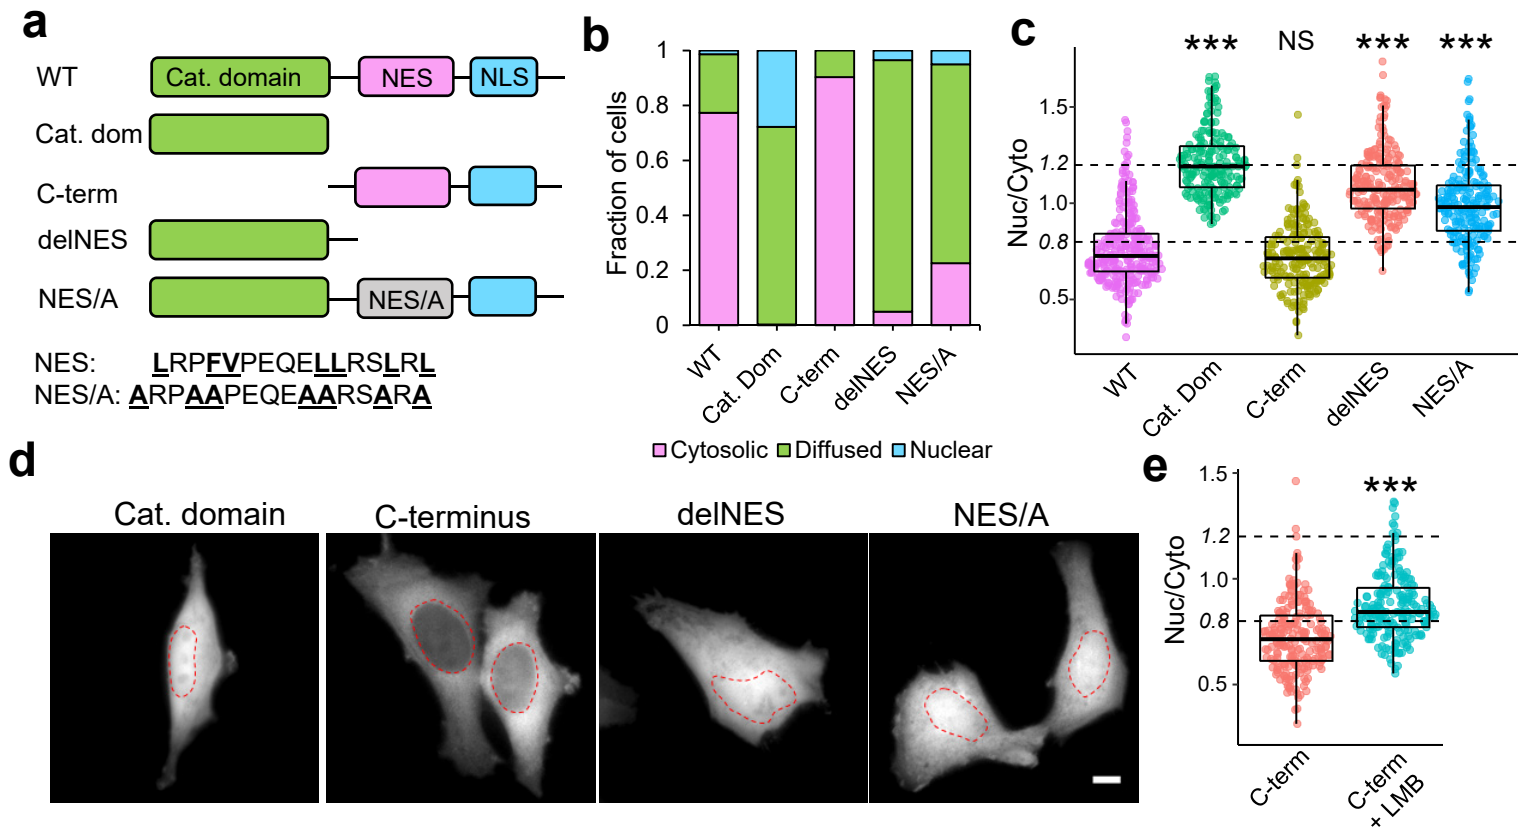 a
WT
Cat. domain
NES
NLS
Cat. dom
C-term
delNES
NES/A
NES/A
NES: LRPFVPEQELLRSLRL
NES/A: ARPAAPEQEAARSARA
b
Fraction of cells
1
0.8
0.6
0.4
0.2
0
WT
Cat. Dom
C-term
delNES
NES/A
Cytosolic
Diffused
Nuclear
c
*** NS *** ***
Nuc/Cyto
1.5
1.2
1.0
0.8
0.5
WT
Cat. Dom
C-term
delNES
NES/A
d
Cat. domain
C-terminus
delNES
NES/A
e
***
Nuc/Cyto
1.5
1.2
1.0
0.8
0.5
C-term
C-term
+ LMB